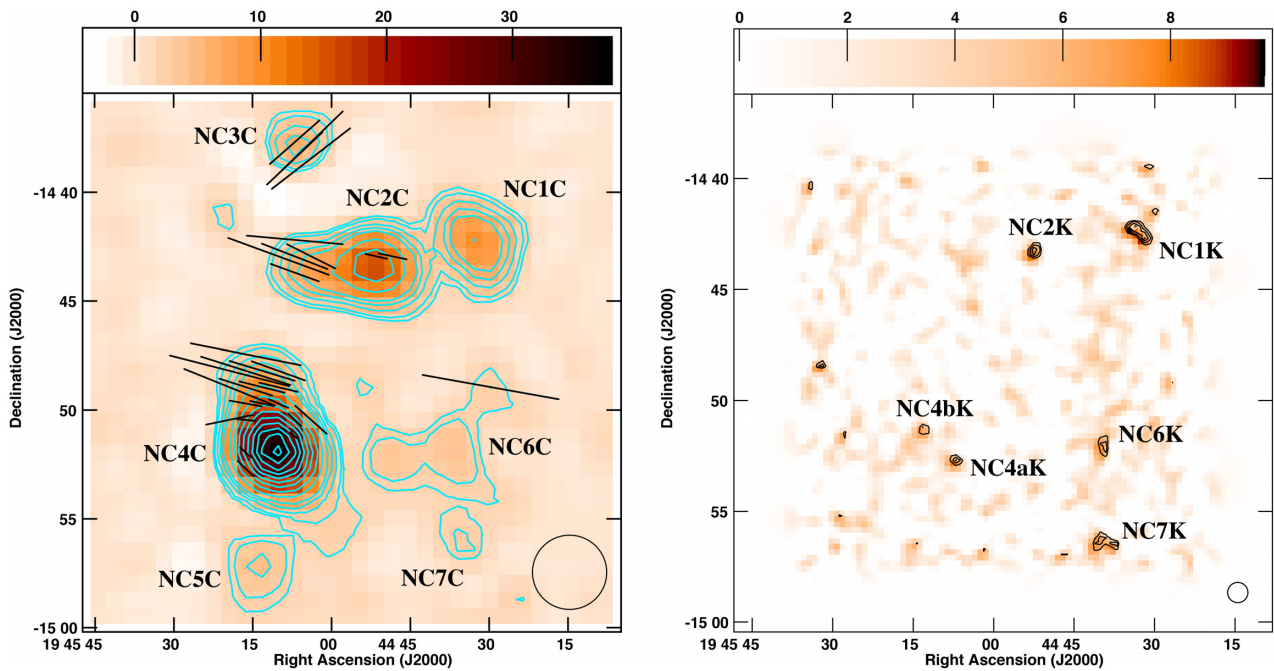 0 10 20 30
NC3C
NC2C
NC1C
NC4C
NC6C
NC5C
NC7C
-14 40
45
50
55
-15 00
Declination (J2000)
19 45 45 30 15 00 44 45 30 15
Right Ascension (J2000)
0 2 4 6 8
NC2K
NC1K
NC4bK
NC4aK
NC6K
NC7K
-14 40
45
50
55
-15 00
Declination (J2000)
19 45 45 30 15 00 44 45 30 15
Right Ascension (J2000)